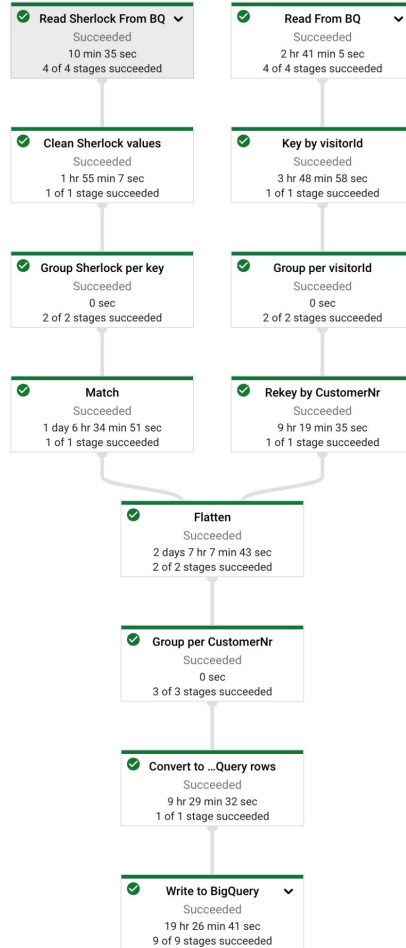 Read Sherlock From BQ
Succeeded
10 min 35 sec
4 of 4 stages succeeded
Read From BQ
Succeeded
2 hr 41 min 5 sec
4 of 4 stages succeeded
Clean Sherlock values
Succeeded
1 hr 55 min 7 sec
1 of 1 stage succeeded
Key by visitorId
Succeeded
3 hr 48 min 58 sec
1 of 1 stage succeeded
Group Sherlock per key
Succeeded
0 sec
2 of 2 stages succeeded
Group per visitorId
Succeeded
0 sec
2 of 2 stages succeeded
Match
Succeeded
1 day 6 hr 34 min 51 sec
1 of 1 stage succeeded
Rekey by CustomerNr
Succeeded
9 hr 19 min 35 sec
1 of 1 stage succeeded
Flatten
Succeeded
2 days 7 hr 7 min 43 sec
2 of 2 stages succeeded
Group per CustomerNr
Succeeded
0 sec
3 of 3 stages succeeded
Convert to ...Query rows
Succeeded
9 hr 29 min 32 sec
1 of 1 stage succeeded
Write to BigQuery
Succeeded
19 hr 26 min 41 sec
9 of 9 stages succeeded